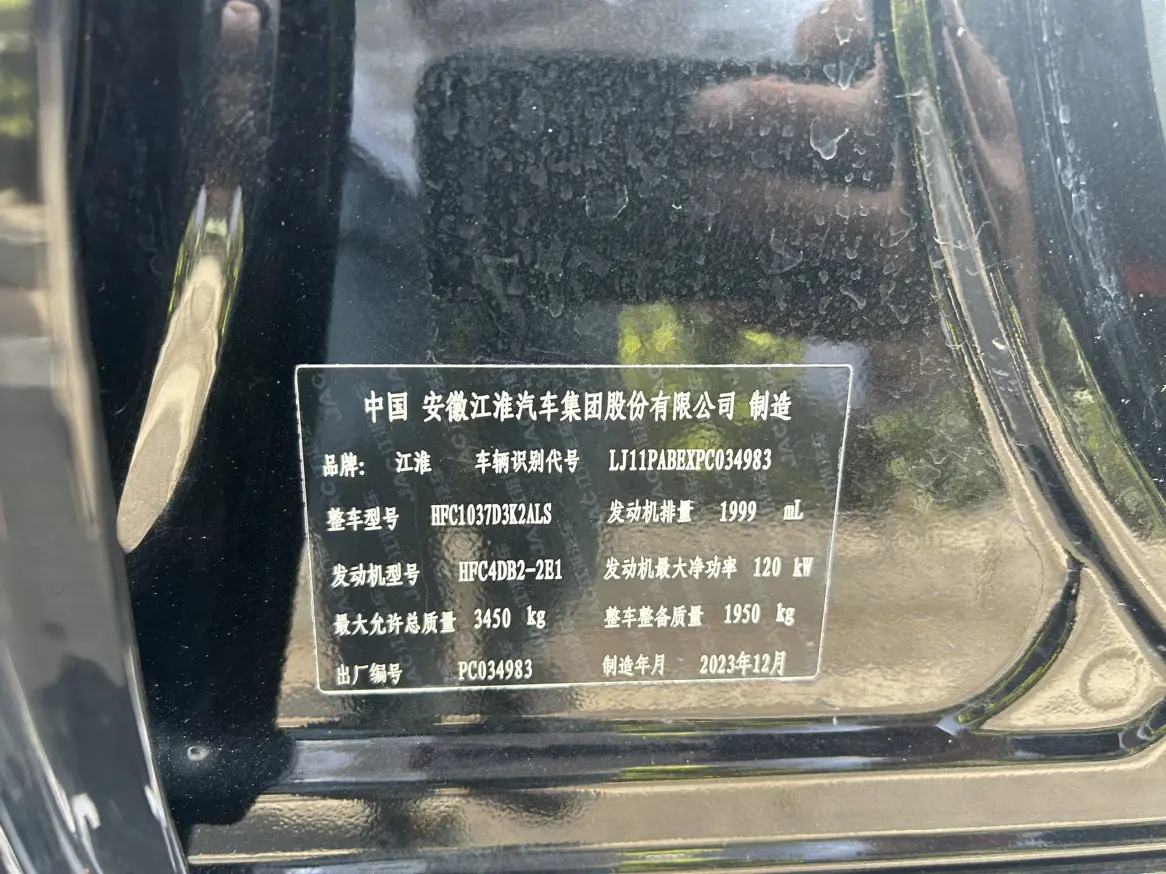 中国 安徽江淮汽车集团股份有限公司 制造
品牌: 江淮 车辆识别代号 LJ11PABEXPC034983
整车型号 HFC1037D3K2ALS 发动机排量 1999 mL
发动机型号 HFC4DB2-2E1 发动机最大净功率 120 kW
最大允许总质量 3450 kg 整车整备质量 1950 kg
出厂编号 PC034983 制造年月 2023年12月